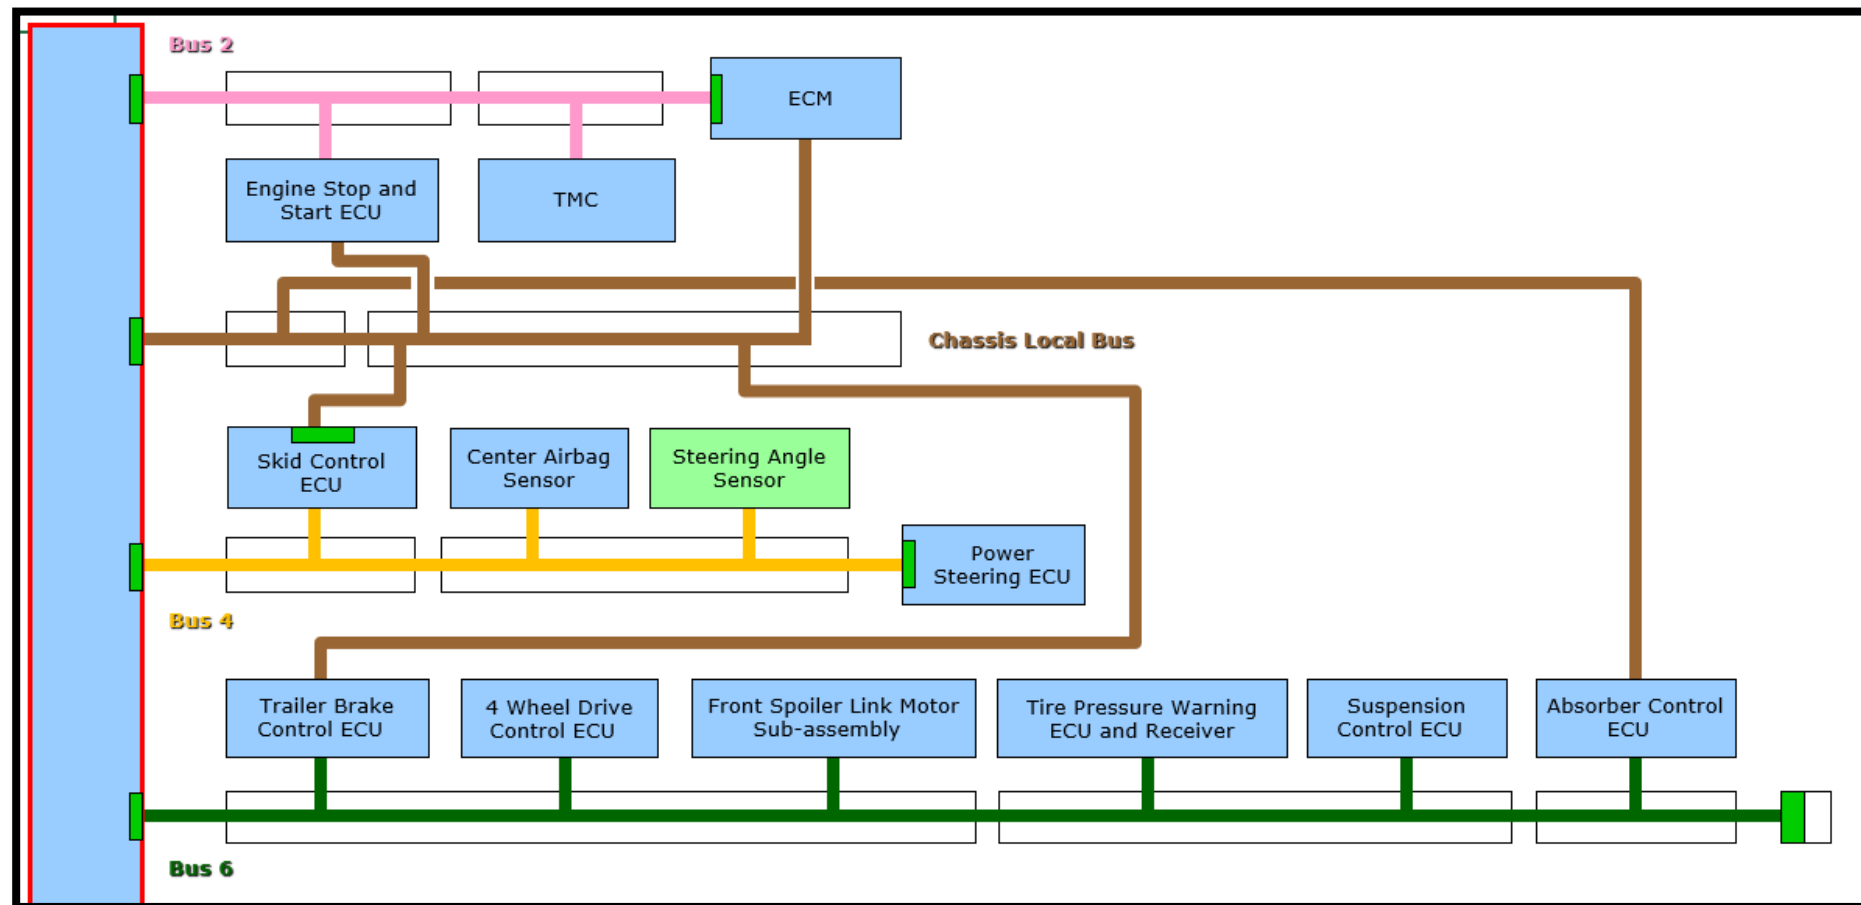 Bus 2
ECM
Engine Stop and
Start ECU
TMC
Chassis Local Bus
Skid Control
ECU
Center Airbag
Sensor
Steering Angle
Sensor
Power
Steering ECU
Bus 4
Trailer Brake
Control ECU
4 Wheel Drive
Control ECU
Front Spoiler Link Motor
Sub-assembly
Tire Pressure Warning
ECU and Receiver
Suspension
Control ECU
Absorber Control
ECU
Bus 6